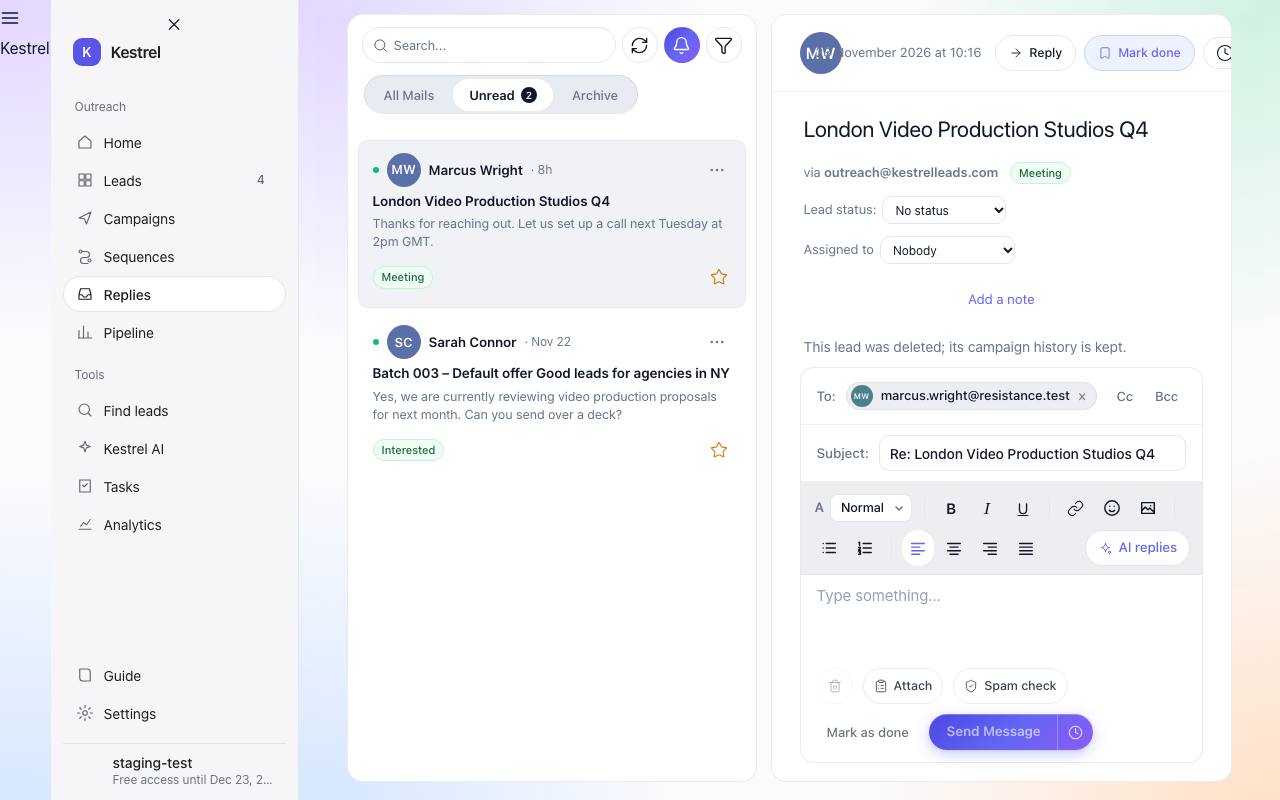 Kestrel
K Kestrel
Outreach
Home
Leads 4
Campaigns
Sequences
Replies
Pipeline
Tools
Find leads
Kestrel AI
Tasks
Analytics
Guide
Settings
staging-test
Free access until Dec 23, 2...
Search...
All Mails Unread 2 Archive
MW Marcus Wright · 8h
London Video Production Studios Q4
Thanks for reaching out. Let us set up a call next Tuesday at
2pm GMT.
Meeting
SC Sarah Connor · Nov 22
Batch 003 – Default offer Good leads for agencies in NY
Yes, we are currently reviewing video production proposals
for next month. Can you send over a deck?
Interested
MW November 2026 at 10:16 Reply Mark done
London Video Production Studios Q4
via outreach@kestrelleads.com Meeting
Lead status: No status
Assigned to Nobody
Add a note
This lead was deleted; its campaign history is kept.
To: MW marcus.wright@resistance.test × Cc Bcc
Subject: Re: London Video Production Studios Q4
A Normal B I U
AI replies
Type something...
Attach Spam check
Mark as done Send Message